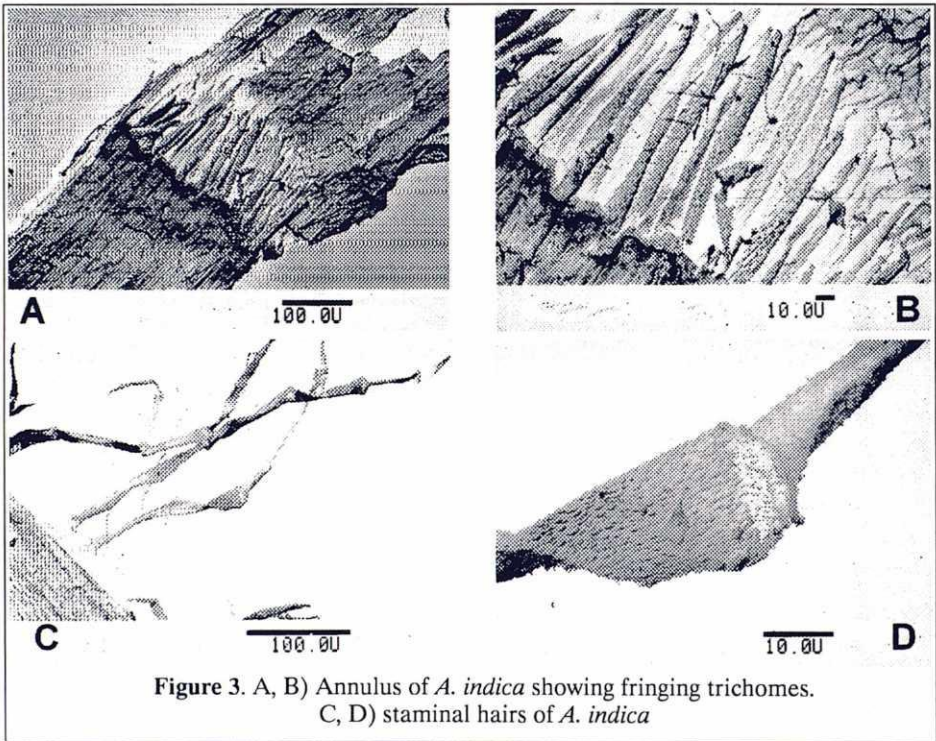 A
100.0U
10.0U
B
C
100.0U
10.0U
D
Figure 3. A, B) Annulus of A. indica showing fringing trichomes.
C, D) staminal hairs of A. indica